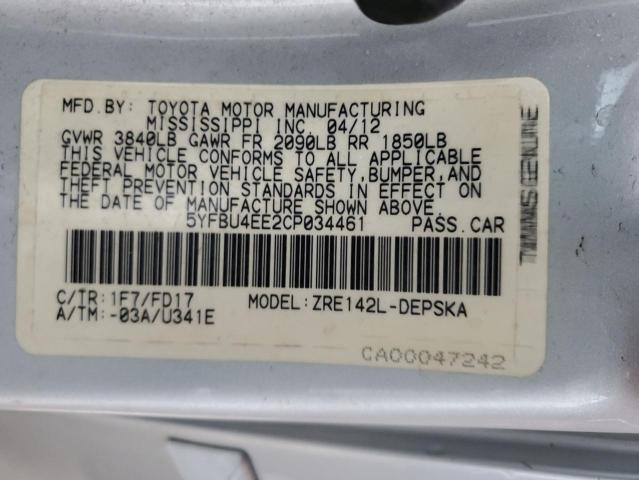 MFD.BY: TOYOTA MOTOR MANUFACTURING
MISSISSIPPI INC. 04/12
GVWR 3840LB GAWR FR 2090LB RR 1850LB
THIS VEHICLE CONFORMS TO ALL APPLICABLE
FEDERAL MOTOR VEHICLE SAFETY,BUMPER,AND
THEFT PREVENTION STANDARDS IN EFFECT ON
THE DATE OF MANUFACTURE SHOWN ABOVE.
5YFBU4EE2CP034461 PASS.CAR
C/TR:1F7/FD17 MODEL:ZRE142L-DEPSKA
A/TM:-03A/U341E
CA00047242
GENUINE